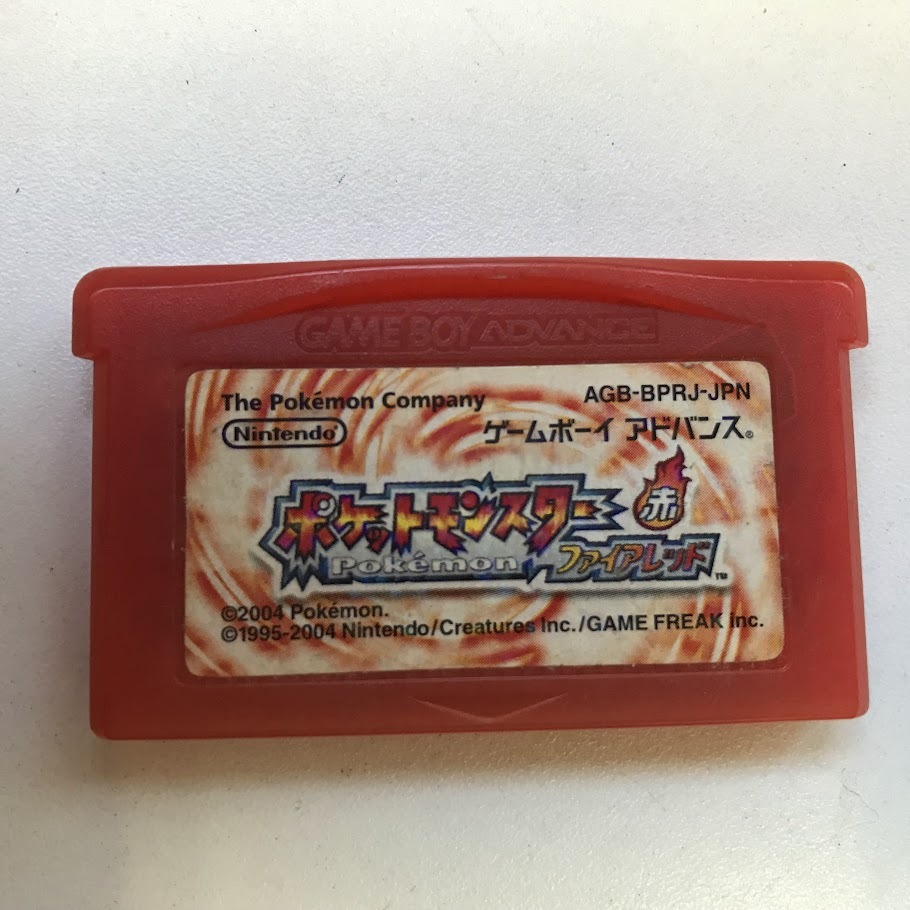 GAME BOY ADVANCE
The Pokémon Company
AGB-BPRJ-JPN
Nintendo®
ゲームボーイ アドバンス®
ポケットモンスター
赤
Pokémon
ファイアレッド™
©2004 Pokémon.
©1995-2004 Nintendo/Creatures Inc./GAME FREAK inc.